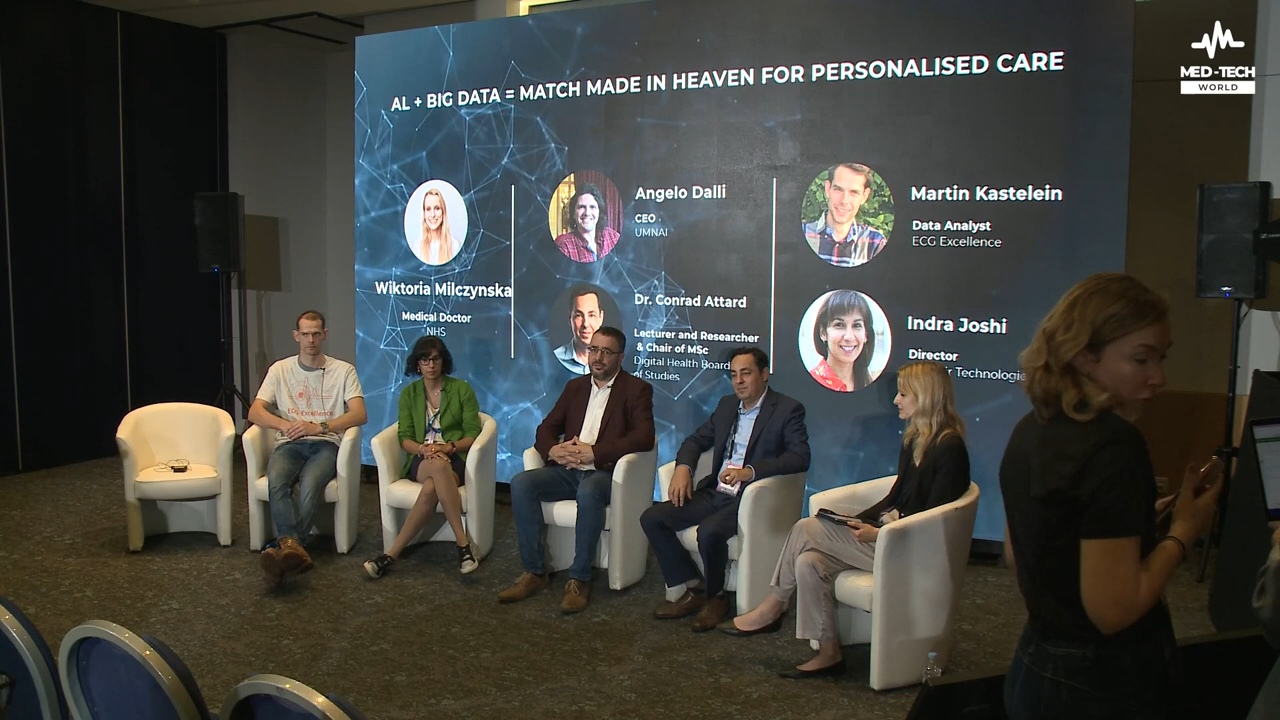 MED-TECH
WORLD
AL + BIG DATA = MATCH MADE IN HEAVEN FOR PERSONALISED CARE
Wiktoria Milczynska
Medical Doctor
NHS
Angelo Dalli
CEO
UMNAI
Dr. Conrad Attard
Lecturer and Researcher
& Chair of MSc
Digital Health Board
of Studies
Martin Kastelein
Data Analyst
ECG Excellence
Indra Joshi
Director
ECG-Excellence